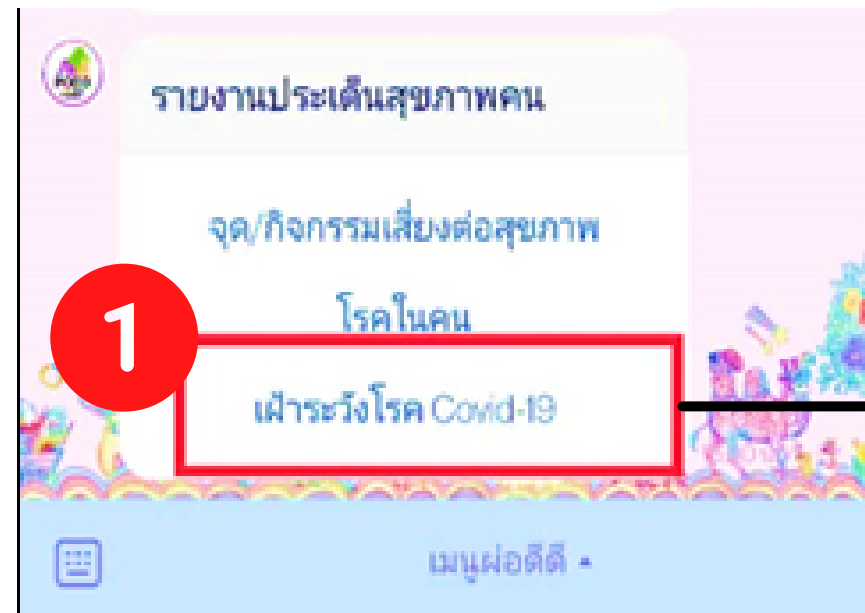 รายงานประเด็นสุขภาพคน
จุด/กิจกรรมเสี่ยงต่อสุขภาพ
โรคในคน
1
เฝ้าระวังโรค Covid-19
เมนูผ่อดีดี